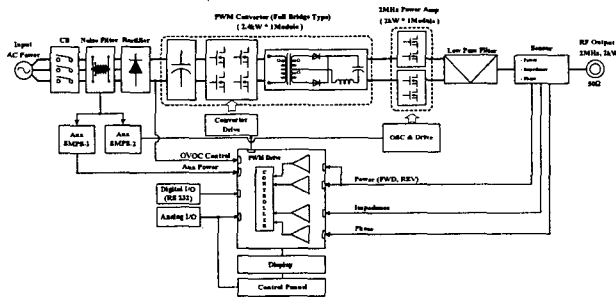 PWM Converter (Full Bridge Type)
( 2.4kW * 1Module )
2MHz Power Amp
( 2kW * 1Module )
Input
AC Power
CB
Noise Filter
Rectifier
Low Pass Filter
Sensor
- Power
- Impedance
- Phase
RF Output
2MHz, 2kW
50Ω
Aux
SMPS-1
Aux
SMPS-2
Converter
Drive
OSC & Drive
OVOC Control
Aux Power
PWM Drive
CONTROLLER
Digital I/O
(RS 232)
Analog I/O
Power (FWD, REV)
Impedance
Phase
Display
Control Pannel